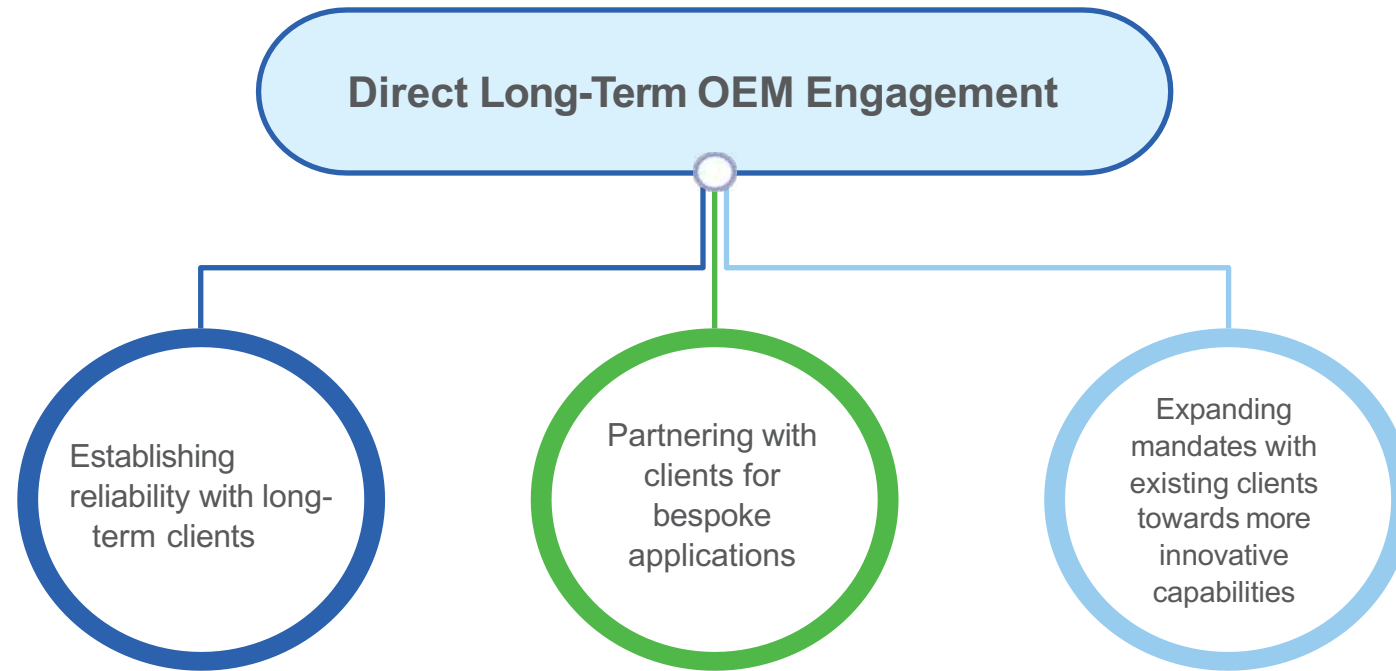 Direct Long-Term OEM Engagement
Establishing
reliability with long-
term clients
Partnering with
clients for
bespoke
applications
Expanding
mandates with
existing clients
towards more
innovative
capabilities